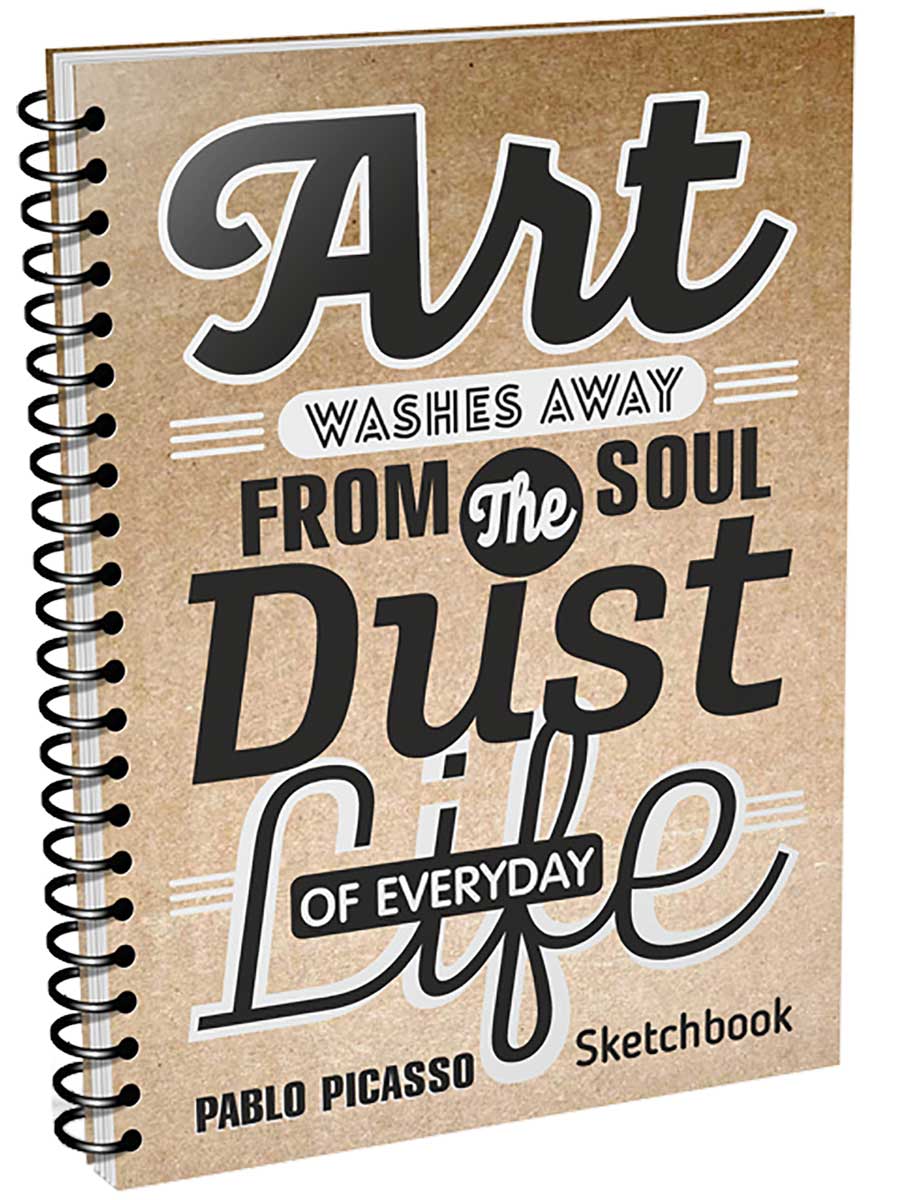 Art
WASHES AWAY
FROM The SOUL
Dust
OF EVERYDAY
Life
PABLO PICASSO
Sketchbook